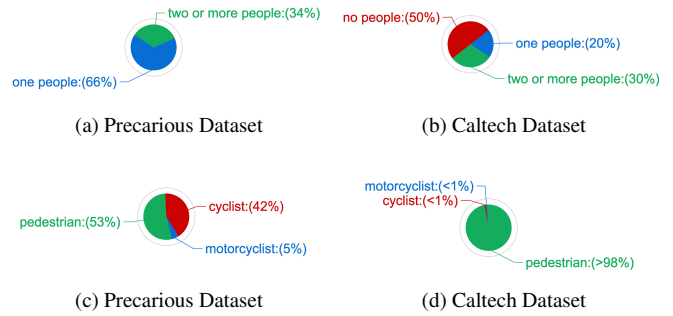 two or more people:(34%)
one people:(66%)
(a) Precarious Dataset
no people:(50%)
one people:(20%)
two or more people:(30%)
(b) Caltech Dataset
pedestrian:(53%)
cyclist:(42%)
motorcyclist:(5%)
(c) Precarious Dataset
motorcyclist:(<1%)
cyclist:(<1%)
pedestrian:(>98%)
(d) Caltech Dataset